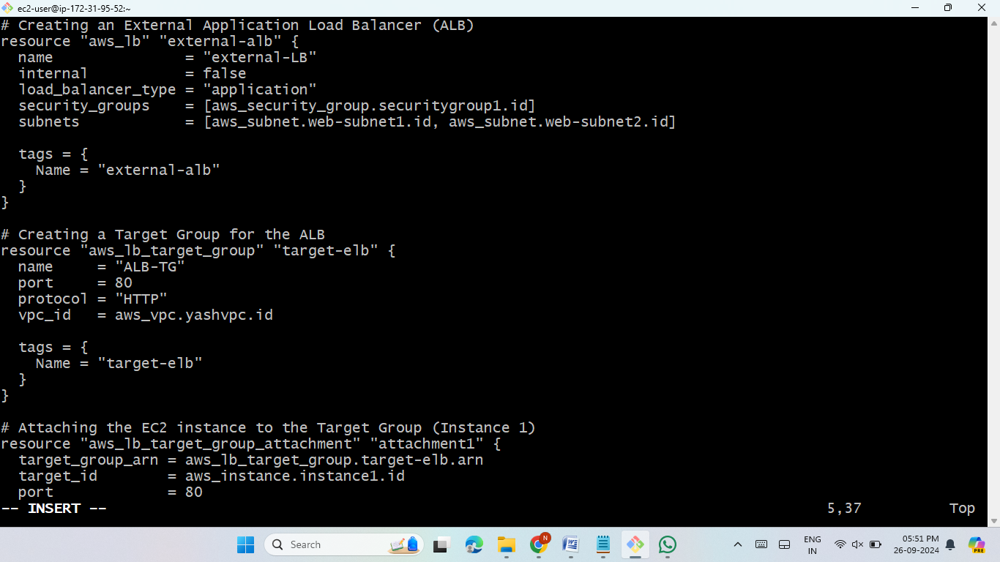 ec2-user@ip-172-31-95-52:~
# Creating an External Application Load Balancer (ALB)
resource "aws_lb" "external-alb" {
  name               = "external-LB"
  internal           = false
  load_balancer_type = "application"
  security_groups    = [aws_security_group.securitygroup1.id]
  subnets            = [aws_subnet.web-subnet1.id, aws_subnet.web-subnet2.id]

  tags = {
    Name = "external-alb"
  }
}

# Creating a Target Group for the ALB
resource "aws_lb_target_group" "target-elb" {
  name     = "ALB-TG"
  port     = 80
  protocol = "HTTP"
  vpc_id   = aws_vpc.yashvpc.id

  tags = {
    Name = "target-elb"
  }
}

# Attaching the EC2 instance to the Target Group (Instance 1)
resource "aws_lb_target_group_attachment" "attachment1" {
  target_group_arn = aws_lb_target_group.target-elb.arn
  target_id        = aws_instance.instance1.id
  port             = 80
-- INSERT -- 5,37 Top
Search
N
W
ENG
IN
05:51 PM
26-09-2024
PRE